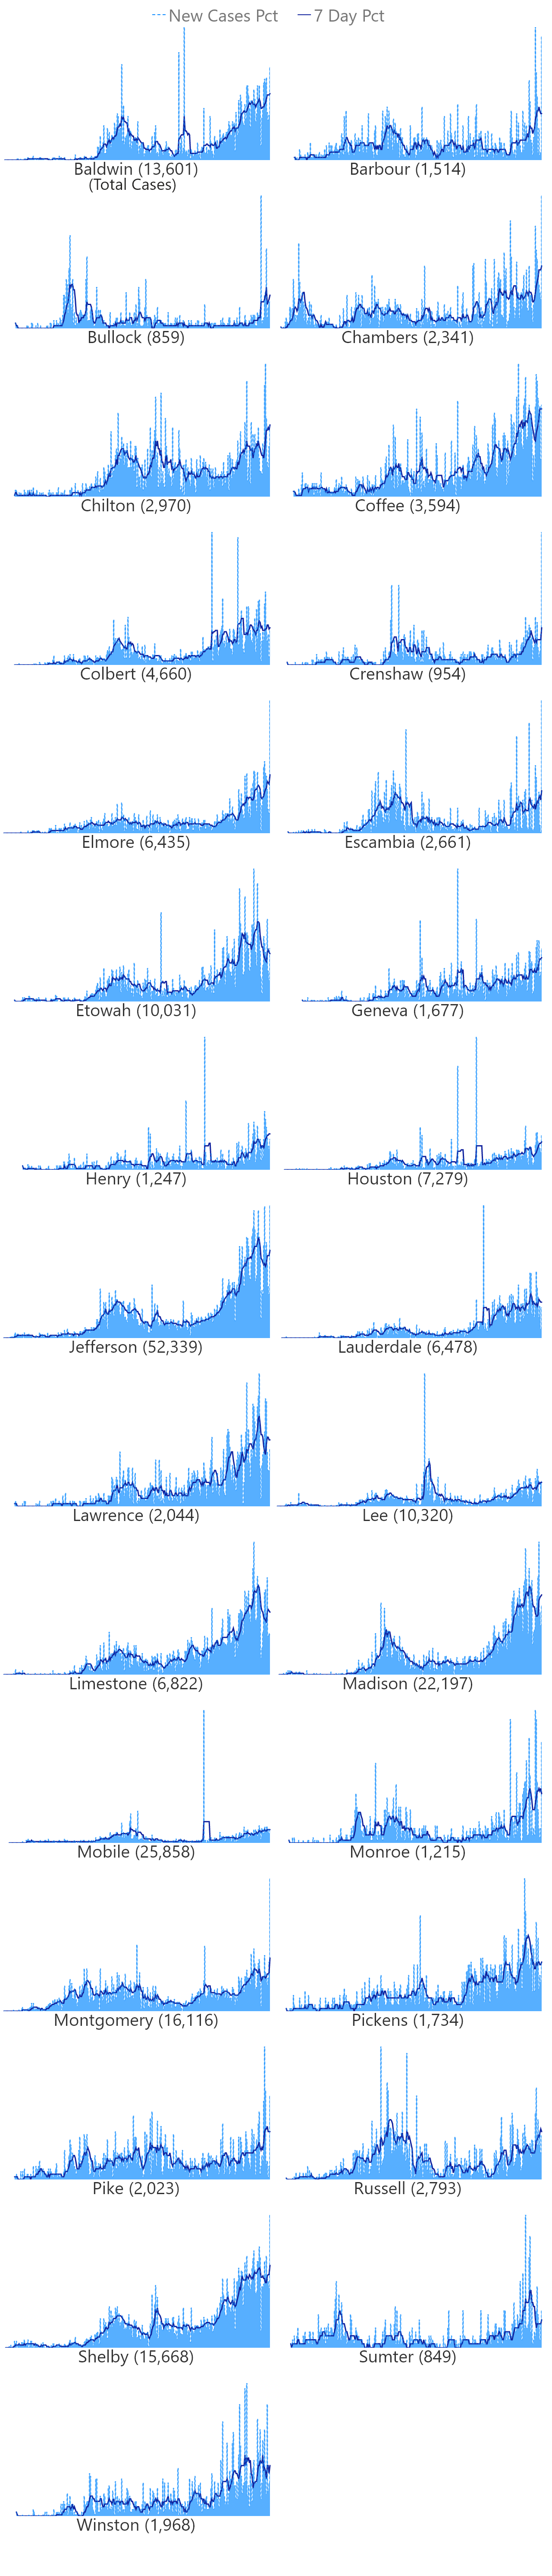 New Cases Pct 7 Day Pct
Baldwin (13,601) Barbour (1,514)
(Total Cases)
Bullock (859) Chambers (2,341)
Chilton (2,970) Coffee (3,594)
Colbert (4,660) Crenshaw (954)
Elmore (6,435) Escambia (2,661)
Etowah (10,031) Geneva (1,677)
Henry (1,247) Houston (7,279)
Jefferson (52,339) Lauderdale (6,478)
Lawrence (2,044) Lee (10,320)
Limestone (6,822) Madison (22,197)
Mobile (25,858) Monroe (1,215)
Montgomery (16,116) Pickens (1,734)
Pike (2,023) Russell (2,793)
Shelby (15,668) Sumter (849)
Winston (1,968)